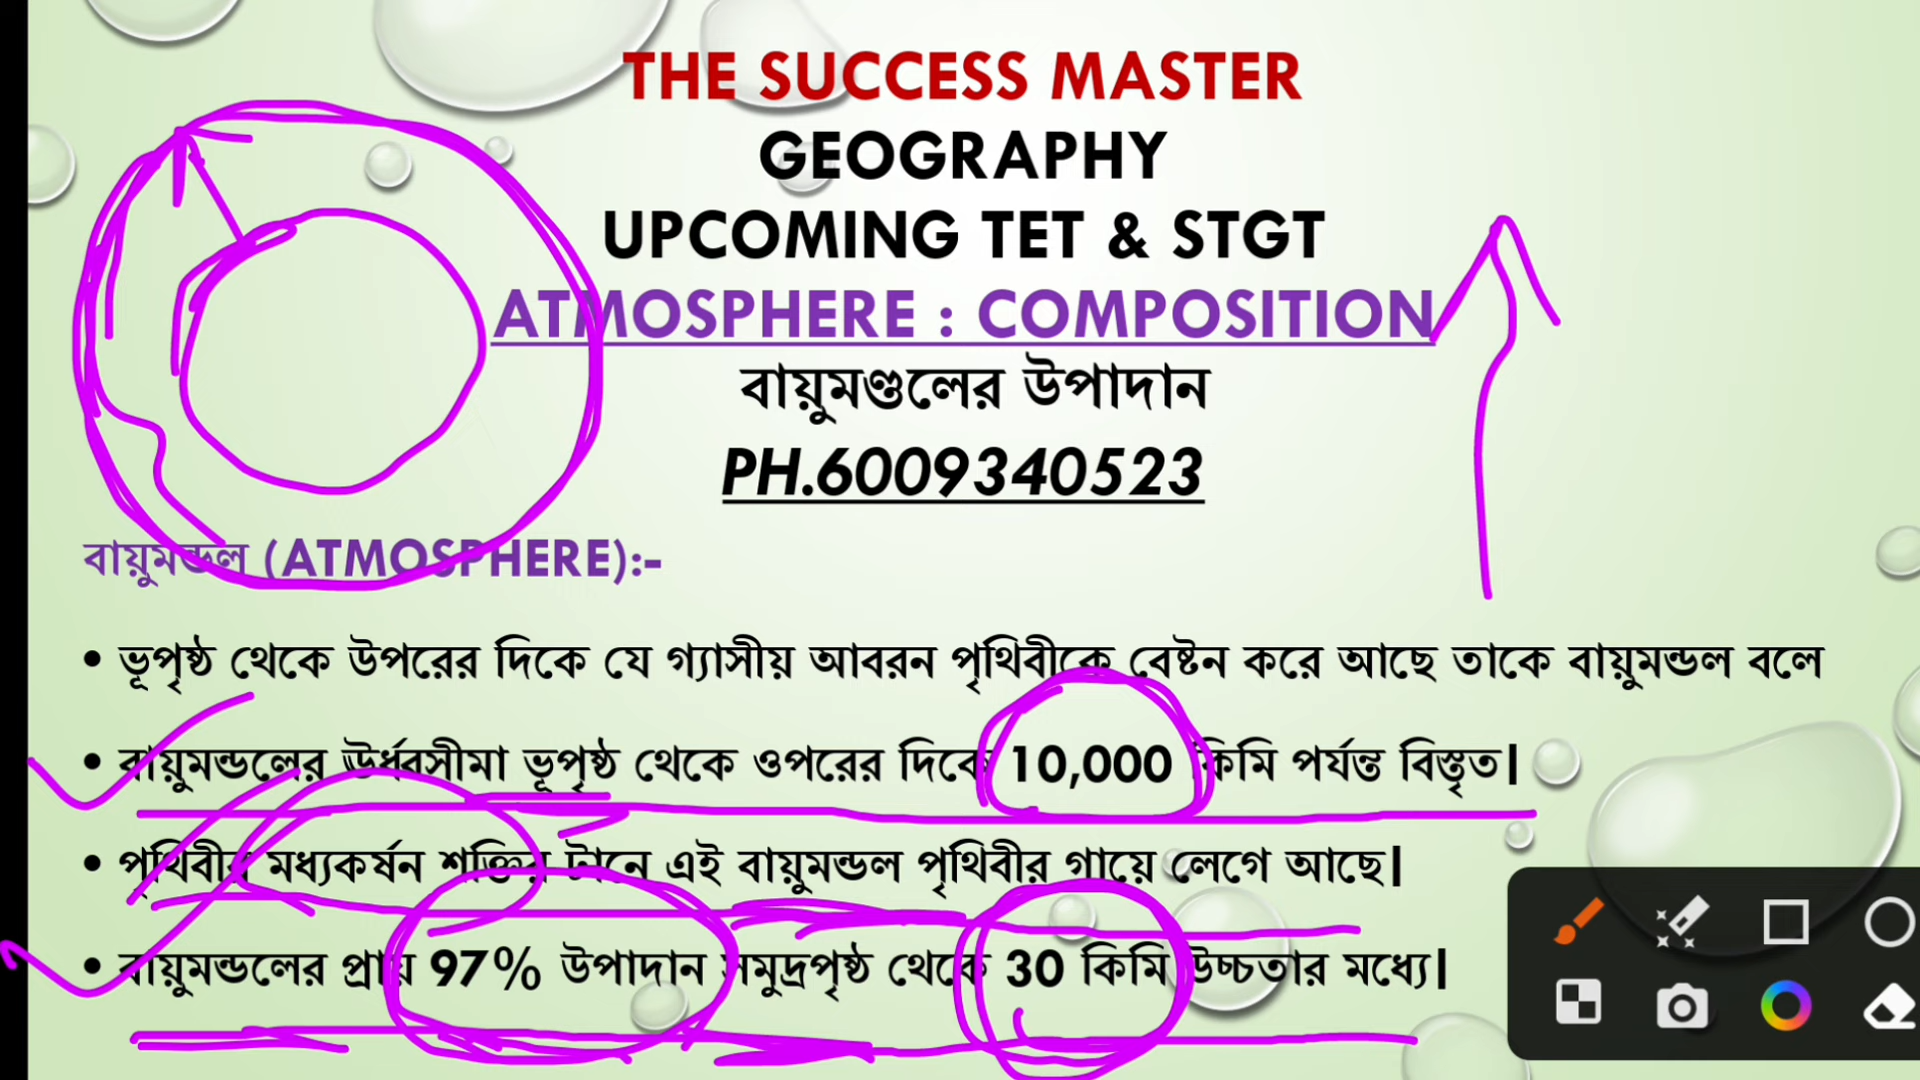 THE SUCCESS MASTER
GEOGRAPHY
UPCOMING TET & STGT
ATMOSPHERE : COMPOSITION
বায়ুমণ্ডলের উপাদান
PH.6009340523
বায়ুমন্ডল (ATMOSPHERE):-
• ভূপৃষ্ঠ থেকে উপরের দিকে যে গ্যাসীয় আবরন পৃথিবীকে বেষ্টন করে আছে তাকে বায়ুমন্ডল বলে
• বায়ুমন্ডলের ঊর্ধ্বসীমা ভূপৃষ্ঠ থেকে ওপরের দিকে 10,000 কিমি পর্যন্ত বিস্তৃত।
• পৃথিবীর মধ্যকর্ষন শক্তির টানে এই বায়ুমন্ডল পৃথিবীর গায়ে লেগে আছে।
• বায়ুমন্ডলের প্রায় 97% উপাদান সমুদ্রপৃষ্ঠ থেকে 30 কিমি উচ্চতার মধ্যে।